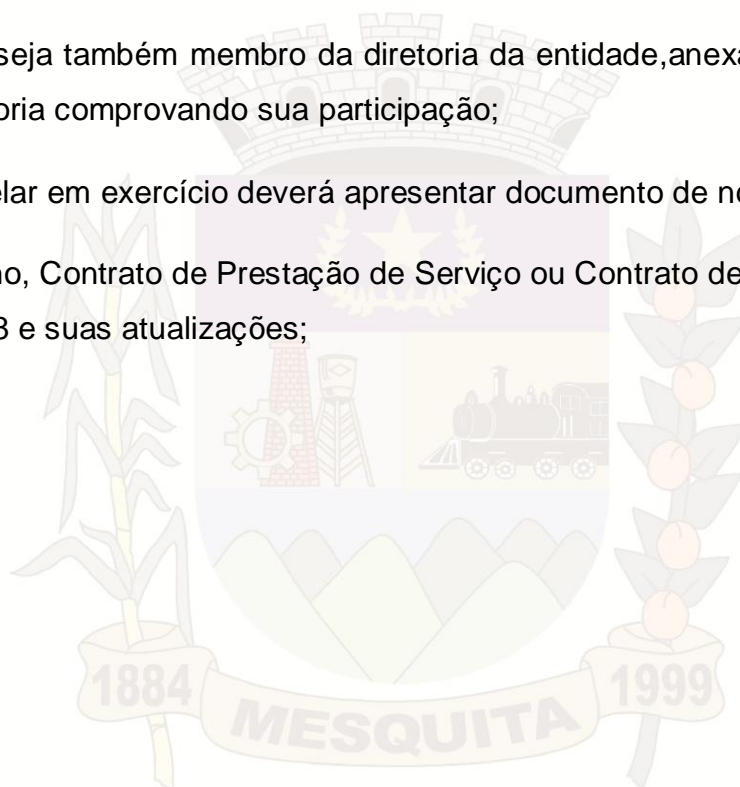 seja também membro da diretoria da entidade,anexa
oria comprovando sua participação;
elar em exercício deverá apresentar documento de no
no, Contrato de Prestação de Serviço ou Contrato de
3 e suas atualizações;
1884
MESQUITA
1999